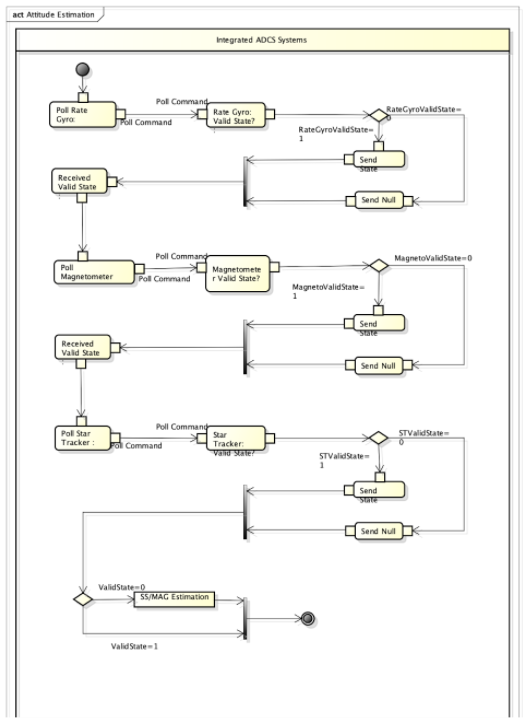 act Attitude Estimation
Integrated ADCS Systems
Poll Rate
Gyro:
Poll Command
Poll Command
Rate Gyro:
Valid State?
RateGyroValidState=
0
RateGyroValidState=
1
Send
State
Send Null
Received
Valid State
:
Poll
Magnetometer
Poll Command
Poll Command
Magnetomete
r Valid State?
MagnetoValidState=0
MagnetoValidState=
1
Send
State
Send Null
Received
Valid State
:
Poll Star
Tracker :
Poll Command
Poll Command
Star
Tracker:
Valid State?
STValidState=
0
STValidState=
1
Send
State
Send Null
ValidState=0
SS/MAG Estimation
ValidState=1